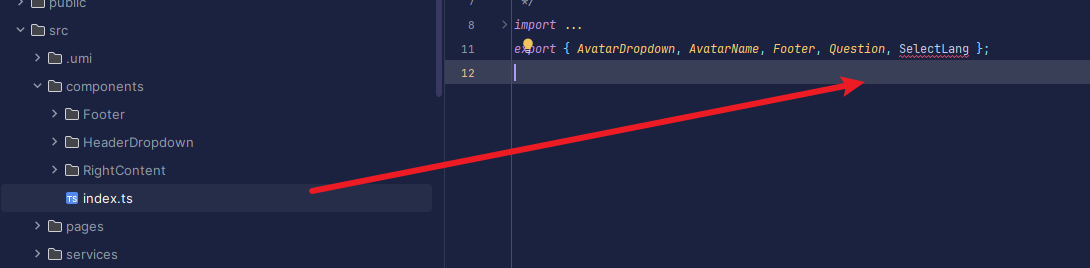 public
src
.umi
components
Footer
HeaderDropdown
RightContent
TS index.ts
pages
services
7 */
8 import ...
11 export { AvatarDropdown, AvatarName, Footer, Question, SelectLang };
12